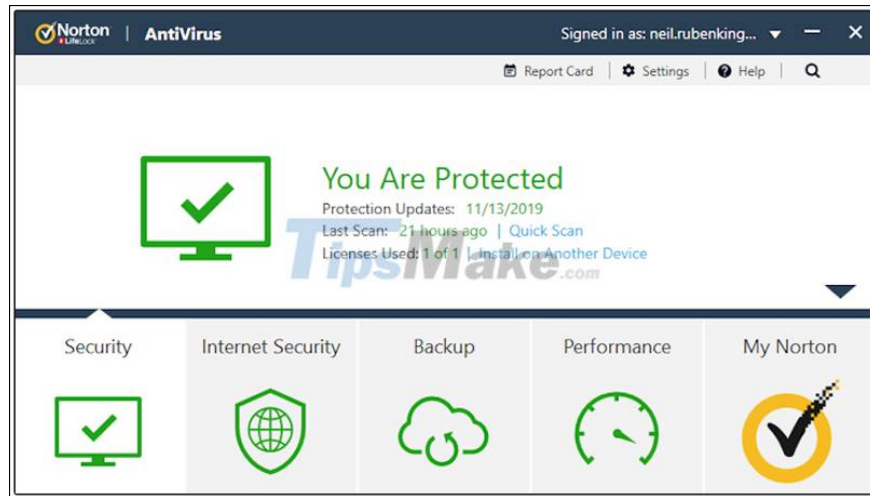 Norton | AntiVirus Signed in as: neil.rubenking...
LifeLock
Report Card | Settings | Help |
You Are Protected
Protection Updates: 11/13/2019
Last Scan: 21 hours ago | Quick Scan
Licenses Used: 1 of 1 | Install on Another Device
TipsMake.com
Security Internet Security Backup Performance My Norton